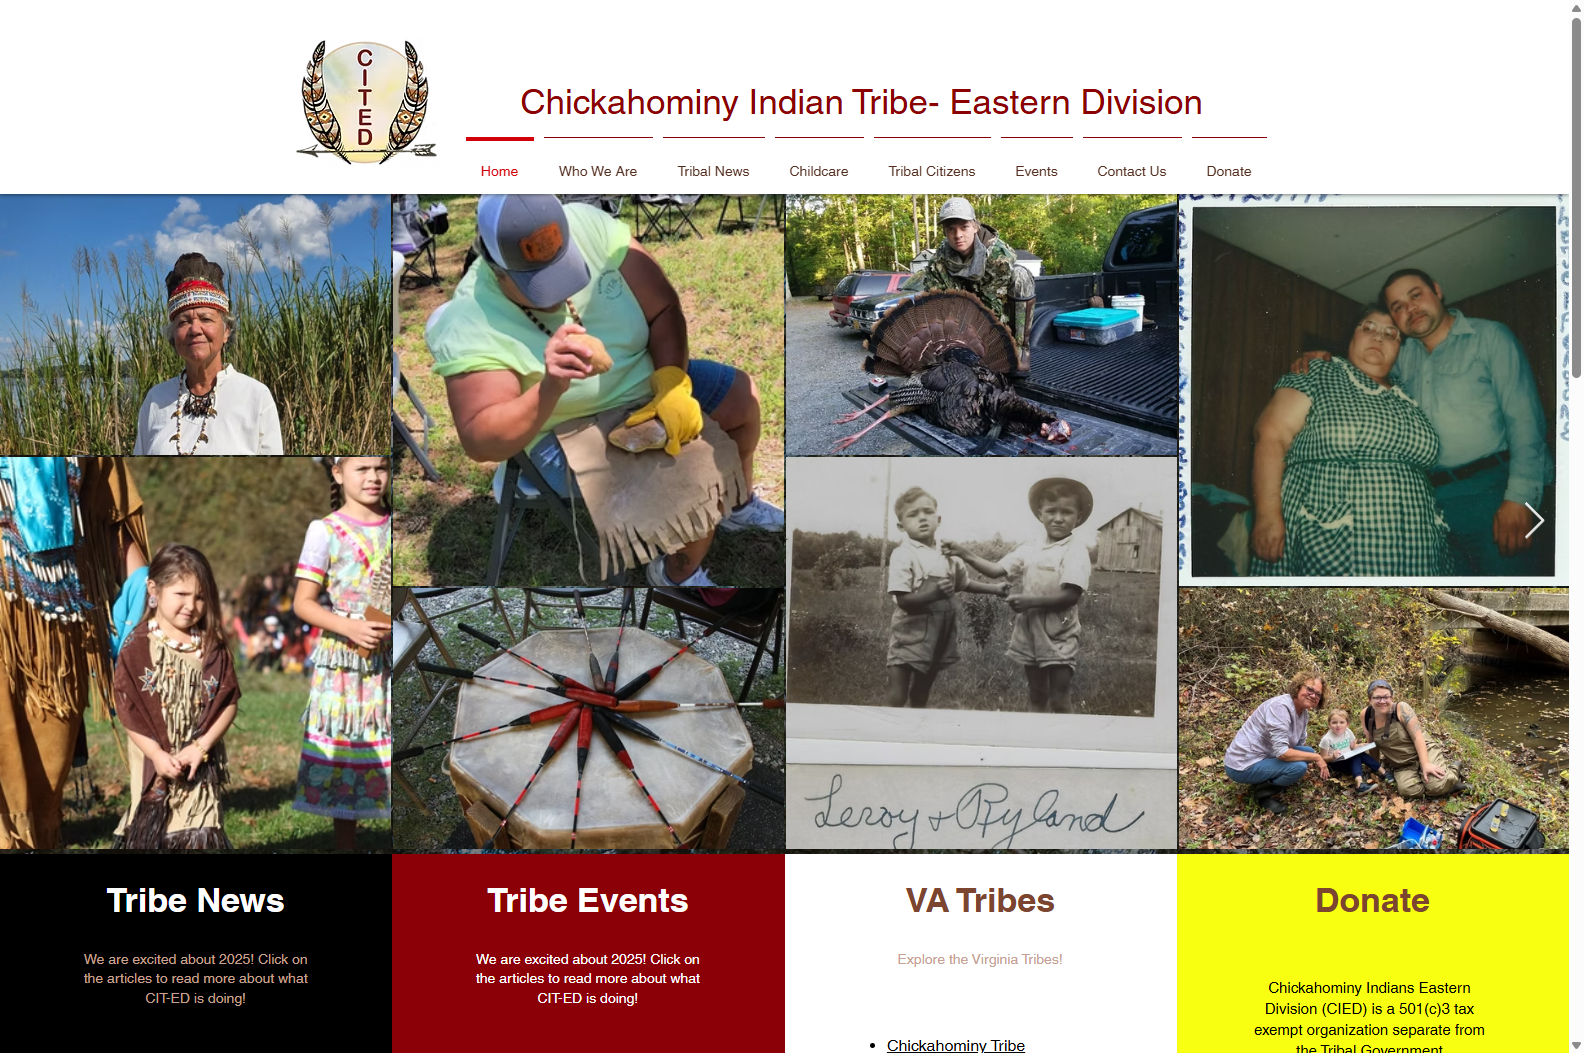 CITED
Chickahominy Indian Tribe- Eastern Division
Home Who We Are Tribal News Childcare Tribal Citizens Events Contact Us Donate
Leroy & Ryland
Tribe News
We are excited about 2025! Click on
the articles to read more about what
CIT-ED is doing!
Tribe Events
We are excited about 2025! Click on
the articles to read more about what
CIT-ED is doing!
VA Tribes
Explore the Virginia Tribes!
Chickahominy Tribe
Donate
Chickahominy Indians Eastern
Division (CIED) is a 501(c)3 tax
exempt organization separate from
the Tribal Government.